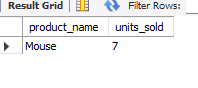 Result Grid Filter Rows:
product_name units_sold
Mouse 7